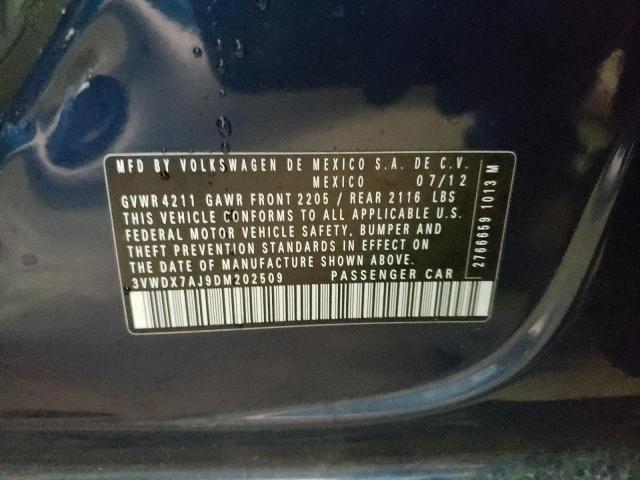 MFD BY VOLKSWAGEN DE MEXICO S.A. DE C.V.
MEXICO 07/12
GVWR 4211 GAWR FRONT 2205 / REAR 2116 LBS
THIS VEHICLE CONFORMS TO ALL APPLICABLE U.S.
FEDERAL MOTOR VEHICLE SAFETY, BUMPER AND
THEFT PREVENTION STANDARDS IN EFFECT ON
THE DATE OF MANUFACTURE SHOWN ABOVE.
3VWDX7AJ9DM202509 PASSENGER CAR
2766659 1013 M